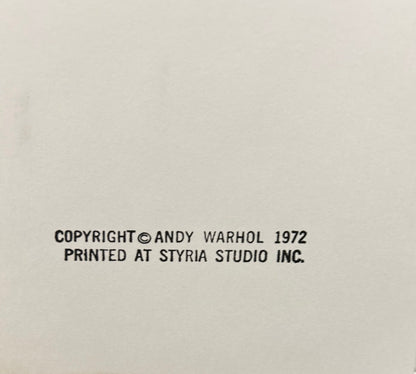 COPYRIGHT © ANDY WARHOL 1972
PRINTED AT STYRIA STUDIO INC.